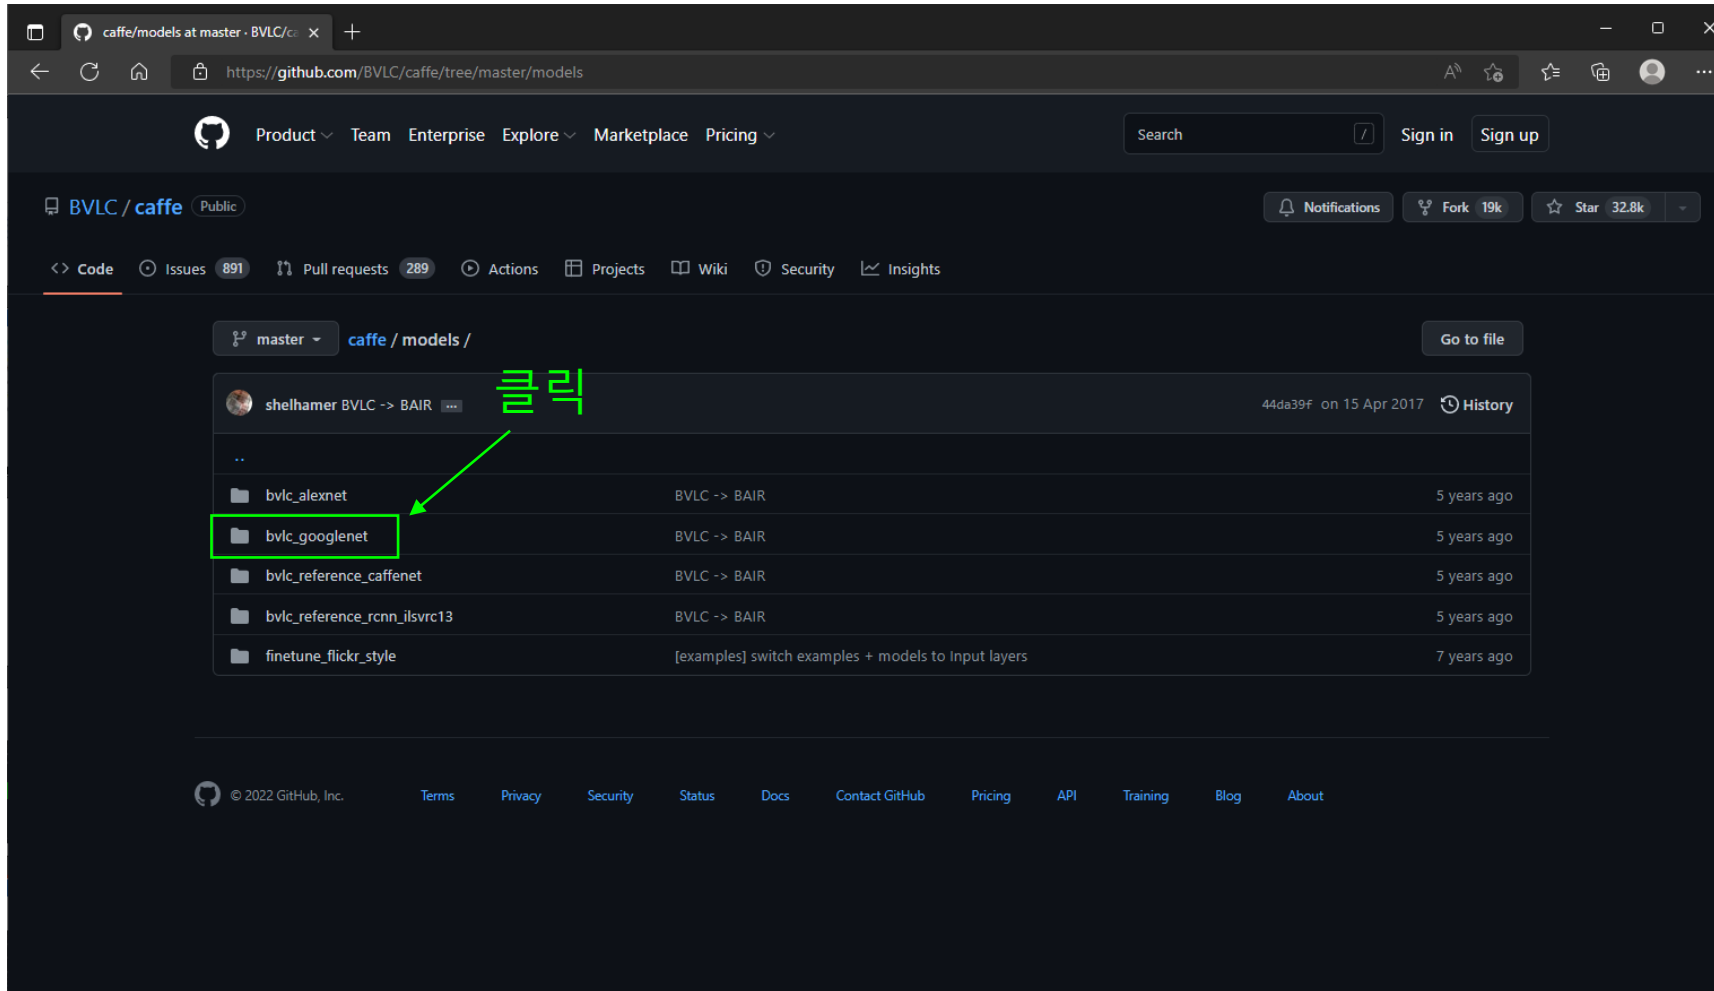 caffe/models at master · BVLC/ca
https://github.com/BVLC/caffe/tree/master/models
Product Team Enterprise Explore Marketplace Pricing Search / Sign in Sign up
BVLC / caffe Public Notifications Fork 19k Star 32.8k
Code Issues 891 Pull requests 289 Actions Projects Wiki Security Insights
master caffe / models / Go to file
클릭
shelhamer BVLC -> BAIR ... 44da39f on 15 Apr 2017 History
..
bvlc_alexnet BVLC -> BAIR 5 years ago
bvlc_googlenet BVLC -> BAIR 5 years ago
bvlc_reference_caffenet BVLC -> BAIR 5 years ago
bvlc_reference_rcnn_ilsvrc13 BVLC -> BAIR 5 years ago
finetune_flickr_style [examples] switch examples + models to Input layers 7 years ago
© 2022 GitHub, Inc. Terms Privacy Security Status Docs Contact GitHub Pricing API Training Blog About